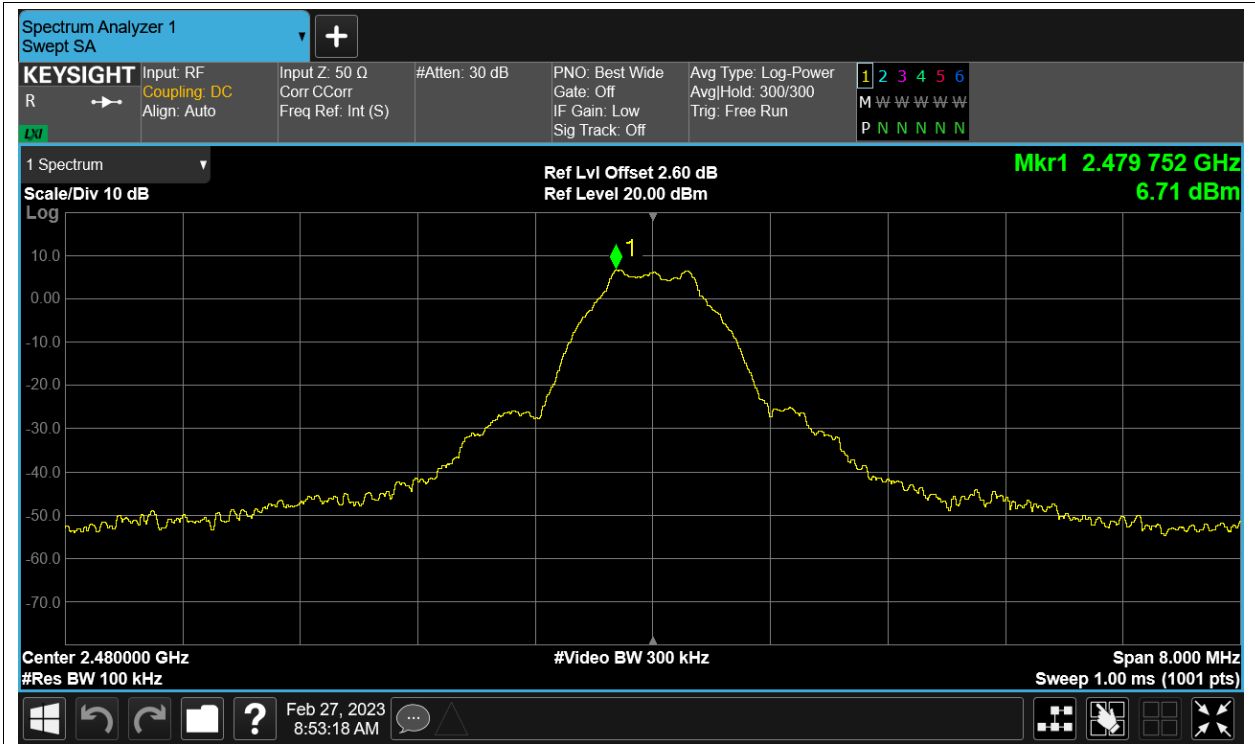 Spectrum Analyzer 1
Swept SA
KEYSIGHT
R
LXI
Input: RF
Coupling: DC
Align: Auto
Input Z: 50 Ω
Corr CCorr
Freq Ref: Int (S)
#Atten: 30 dB
PNO: Best Wide
Gate: Off
IF Gain: Low
Sig Track: Off
Avg Type: Log-Power
Avg|Hold: 300/300
Trig: Free Run
1 2 3 4 5 6
M W W W W W
P N N N N N
1 Spectrum
Scale/Div 10 dB
Log
Ref Lvl Offset 2.60 dB
Ref Level 20.00 dBm
Mkr1 2.479 752 GHz
6.71 dBm
1
10.0
0.00
-10.0
-20.0
-30.0
-40.0
-50.0
-60.0
-70.0
Center 2.480000 GHz
#Res BW 100 kHz
#Video BW 300 kHz
Span 8.000 MHz
Sweep 1.00 ms (1001 pts)
?
Feb 27, 2023
8:53:18 AM